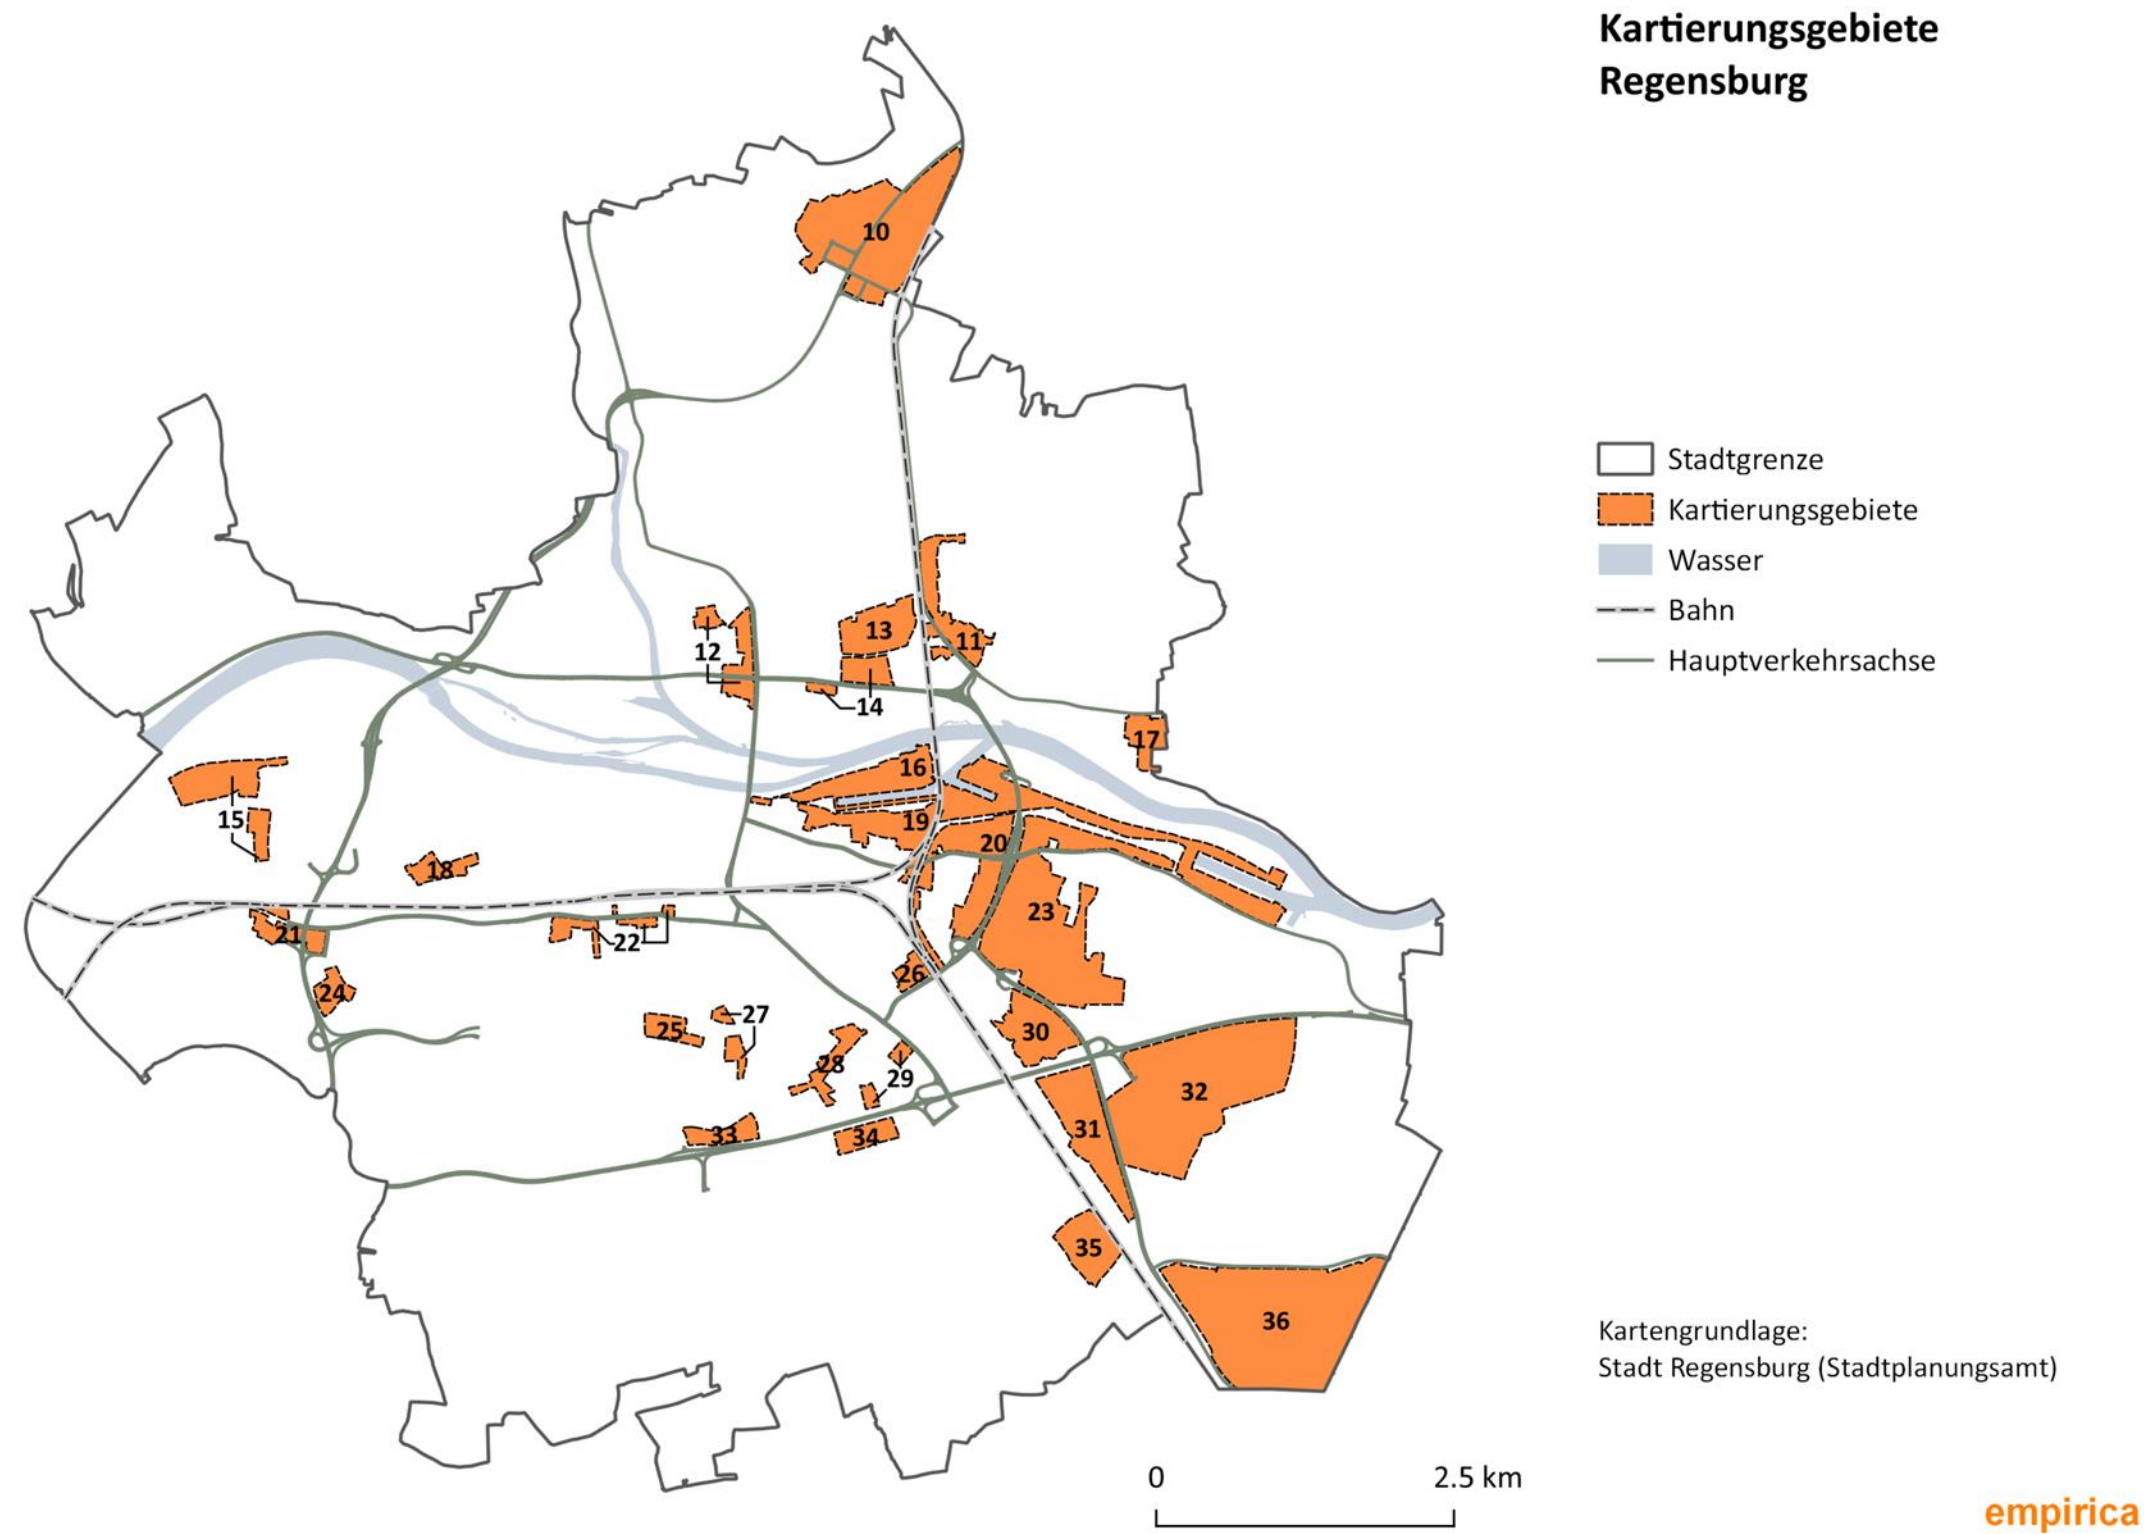 Kartierungsgebiete
Regensburg
10
Stadtgrenze
Kartierungsgebiete
Wasser
Bahn
Hauptverkehrsachse
13
11
12
14
17
16
15
19
20
18
23
21
22
26
24
27
25
30
28
29
32
31
33
34
35
36
Kartengrundlage:
Stadt Regensburg (Stadtplanungsamt)
0 2.5 km
empirica